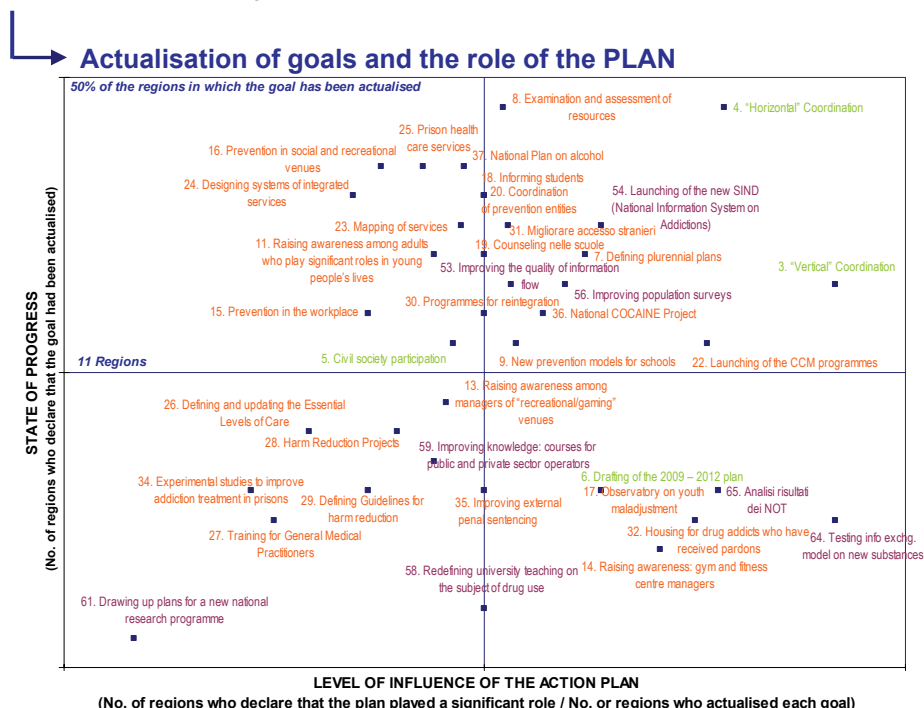 Actualisation of goals and the role of the PLAN
50% of the regions in which the goal has been actualised
8. Examination and assessment of
resources
4. “Horizontal” Coordination
25. Prison health
care services
16. Prevention in social and recreational
venues
37. National Plan on alcohol
24. Designing systems of integrated
services
18. Informing students
20. Coordination
of prevention entities
54. Launching of the new SIND
(National Information System on
Addictions)
23. Mapping of services
31. Migliorare accesso stranieri
11. Raising awareness among adults
who play significant roles in young
people's lives
19. Counseling nelle scuole
7. Defining plurennial plans
53. Improving the quality of information
flow
3. “Vertical” Coordination
56. Improving population surveys
30. Programmes for reintegration
15. Prevention in the workplace
36. National COCAINE Project
5. Civil society participation
9. New prevention models for schools
22. Launching of the CCM programmes
11 Regions
STATE OF PROGRESS
(No. of regions who declare that the goal had been actualised)
13. Raising awareness among
managers of “recreational/gaming”
venues
26. Defining and updating the Essential
Levels of Care
28. Harm Reduction Projects
59. Improving knowledge: courses for
public and private sector operators
34. Experimental studies to improve
addiction treatment in prisons
29. Defining Guidelines for
harm reduction
35. Improving external
penal sentencing
6. Drafting of the 2009 – 2012 plan
17. Observatory on youth
maladjustment
65. Analisi risultati
dei NOT
27. Training for General Medical
Practitioners
32. Housing for drug addicts who have
received pardons
64. Testing info exchg.
model on new substances.
14. Raising awareness: gym and fitness
centre managers
58. Redefining university teaching on
the subject of drug use
61. Drawing up plans for a new national
research programme
LEVEL OF INFLUENCE OF THE ACTION PLAN
(No. of regions who declare that the plan played a significant role / No. or regions who actualised each goal)